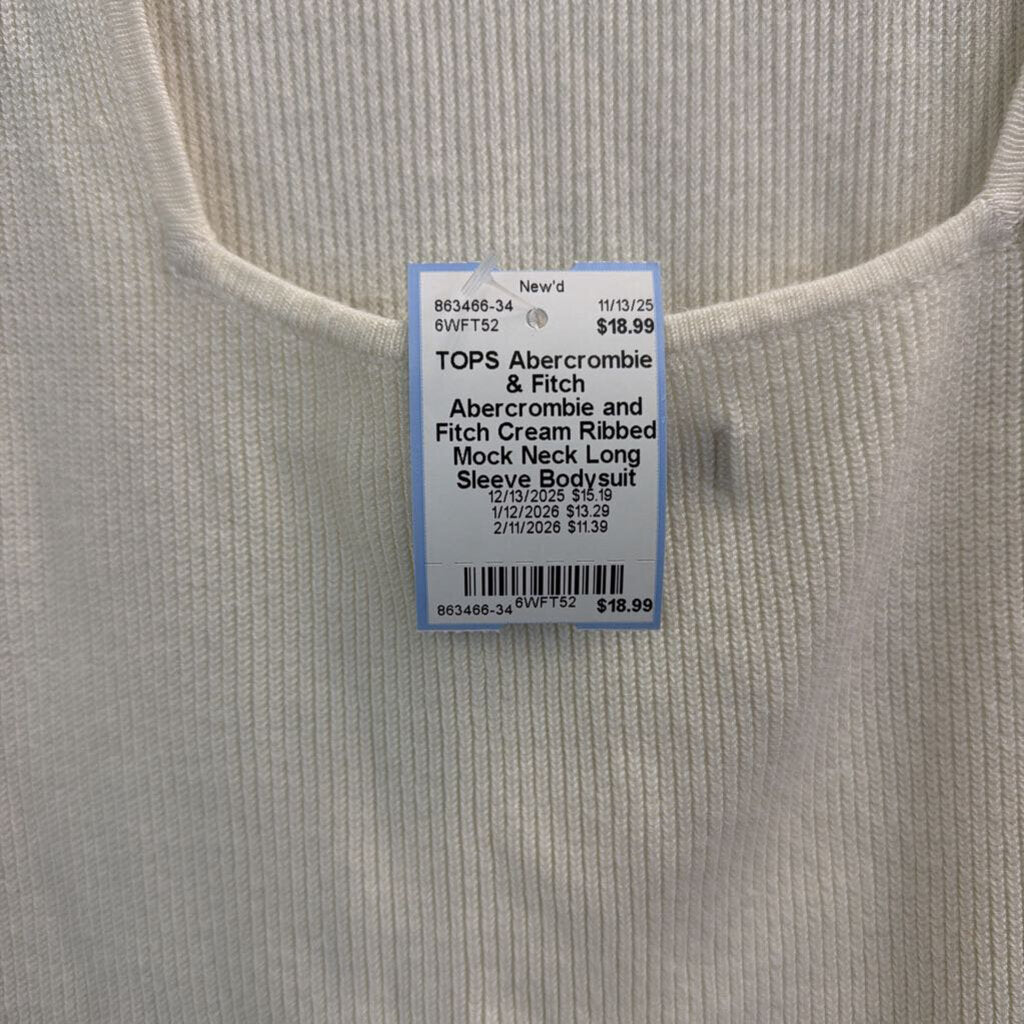 New'd
863466-34 11/13/25
6WFT52 $18.99
TOPS Abercrombie
& Fitch
Abercrombie and
Fitch Cream Ribbed
Mock Neck Long
Sleeve Bodysuit
12/13/2025 $15.19
1/12/2026 $13.29
2/11/2026 $11.39
863466-34 6WFT52 $18.99